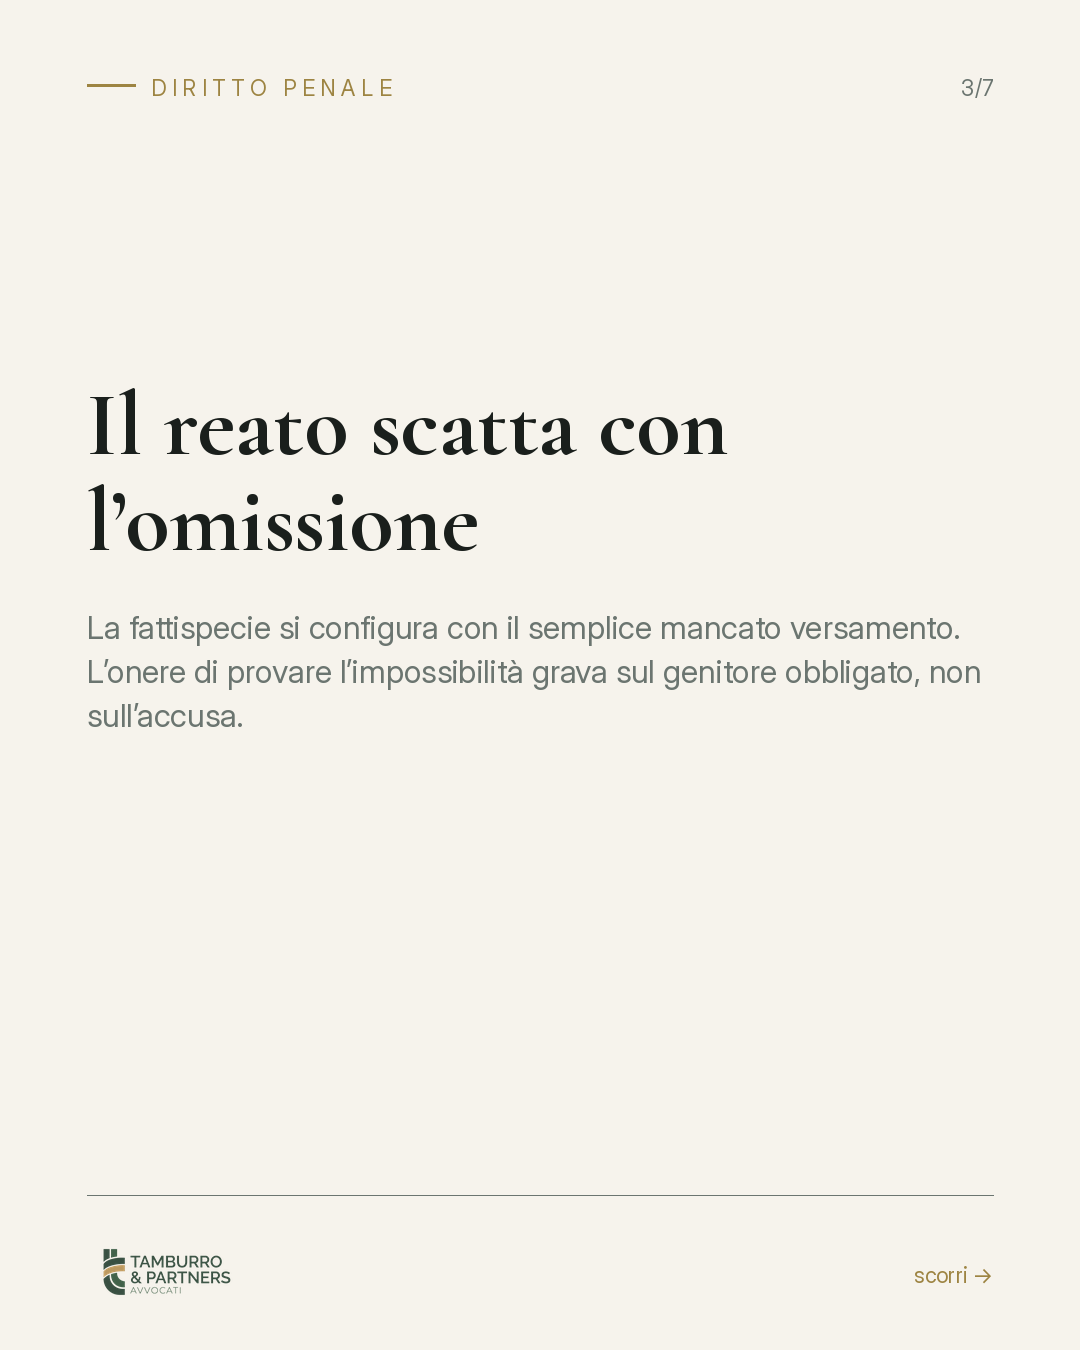 DIRITTO PENALE
3/7
Il reato scatta con
l’omissione
La fattispecie si configura con il semplice mancato versamento.
L’onere di provare l’impossibilità grava sul genitore obbligato, non
sull’accusa.
TAMBURRO
& PARTNERS
AVVOCATI
scorri →